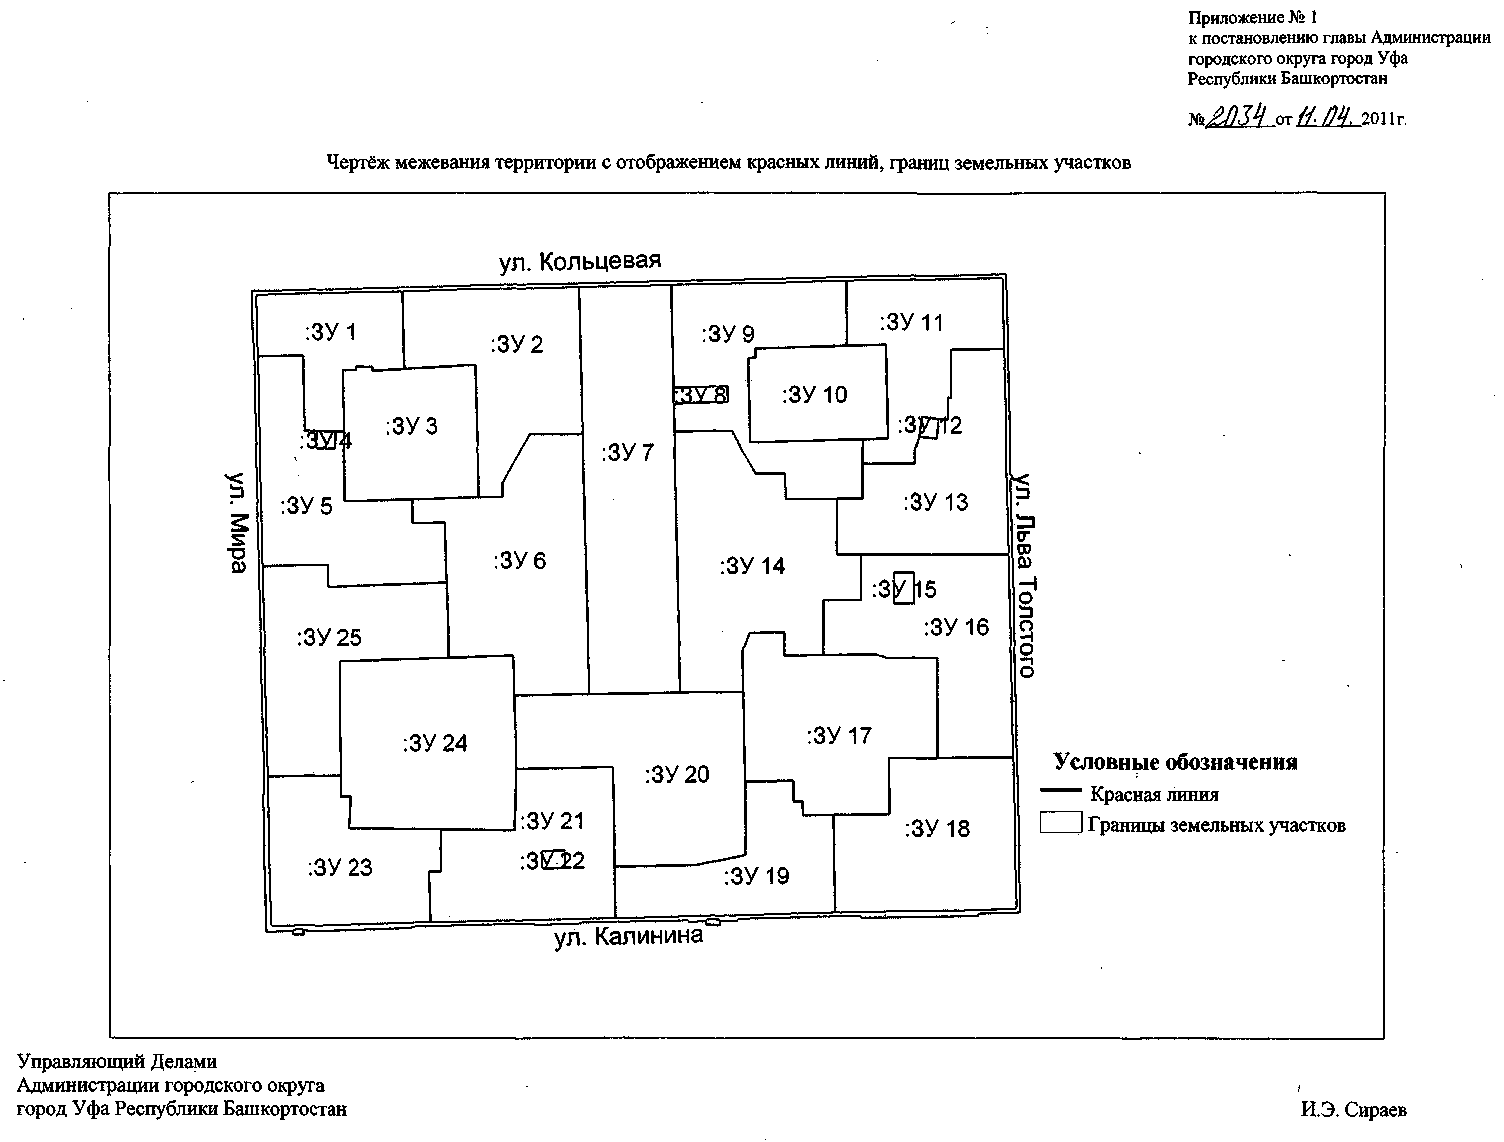 Приложение № 1
к постановлению главы Администрации
городского округа город Уфа
Республики Башкортостан
№ 2034 от 11.04. 2011г.
Чертёж межевания территории с отображением красных линий, границ земельных участков
ул. Кольцевая
:ЗУ 1
:ЗУ 2
:ЗУ 9
:ЗУ 11
:ЗУ 8
:ЗУ 10
:ЗУ 3
:ЗУ 4
:ЗУ 7
:ЗУ 12
ул. Мира
:ЗУ 5
:ЗУ 13
ул. Льва Толстого
:ЗУ 6
:ЗУ 14
:ЗУ 15
:ЗУ 25
:ЗУ 16
:ЗУ 24
:ЗУ 17
:ЗУ 20
Условные обозначения
Красная линия
Границы земельных участков
:ЗУ 21
:ЗУ 18
:ЗУ 22
:ЗУ 23
:ЗУ 19
ул. Калинина
Управляющий Делами
Администрации городского округа
город Уфа Республики Башкортостан
И.Э. Сираев